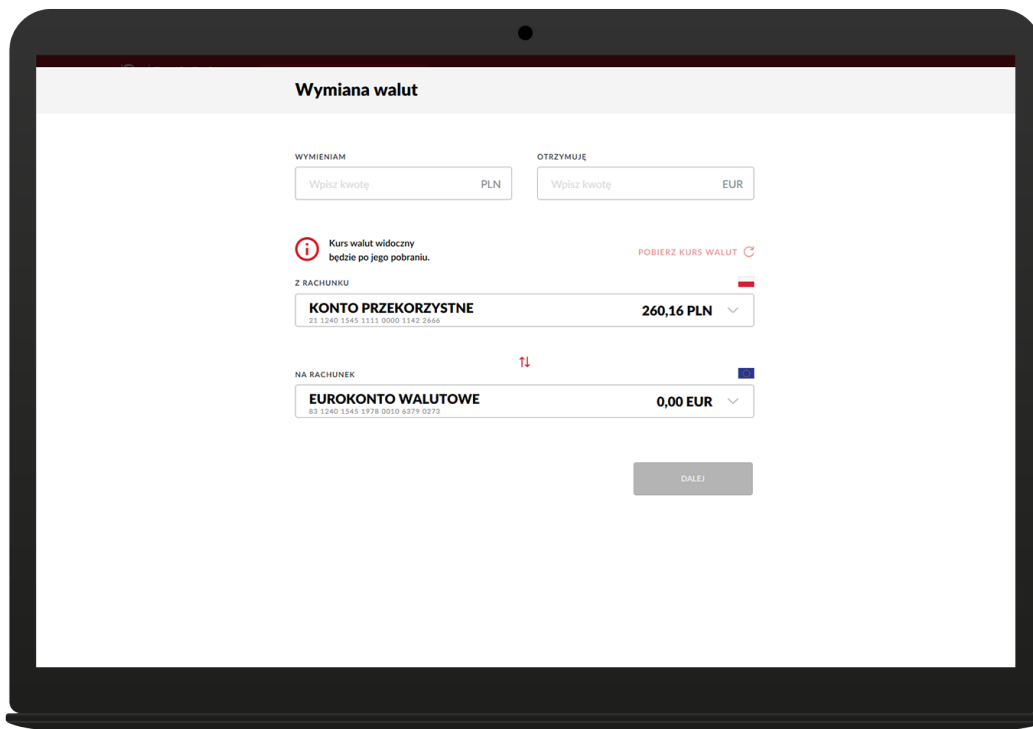 Wymiana walut
WYMIENIAM
OTRZYMUJĘ
Wpisz kwotę PLN
Wpisz kwotę EUR
Kurs walut widoczny
będzie po jego pobraniu.
POBIERZ KURS WALUT
Z RACHUNKU
KONTO PRZEKORZYSTNE
260,16 PLN
21 1240 1545 1111 0000 1142 2666
NA RACHUNEK
EUROKONTO WALUTOWE
0,00 EUR
83 1240 1545 1978 0010 6379 0273
DALEJ